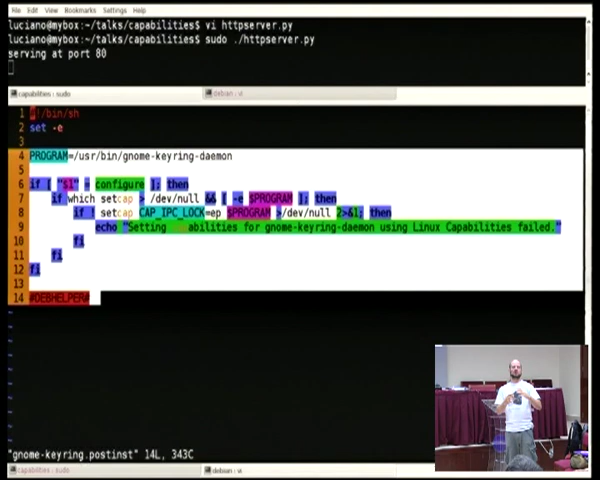 File Edit View Bookmarks Settings Help
luciano@mybox:~/talks/capabilities$ vi httpserver.py
luciano@mybox:~/talks/capabilities$ sudo ./httpserver.py
serving at port 80
capabilities : sudo debian : vi
1 #!/bin/sh
2 set -e
3
4 PROGRAM=/usr/bin/gnome-keyring-daemon
5
6 if [ "$1" = configure ]; then
7 if which setcap > /dev/null && [ -e $PROGRAM ]; then
8 if ! setcap CAP_IPC_LOCK=ep $PROGRAM >/dev/null 2>&1; then
9 echo "Setting capabilities for gnome-keyring-daemon using Linux Capabilities failed."
10 fi
11 fi
12 fi
13
14 #DEBHELPER#
~
~
~
~
~
~
~
~
~
"gnome-keyring.postinst" 14L, 343C
capabilities : sudo debian : vi